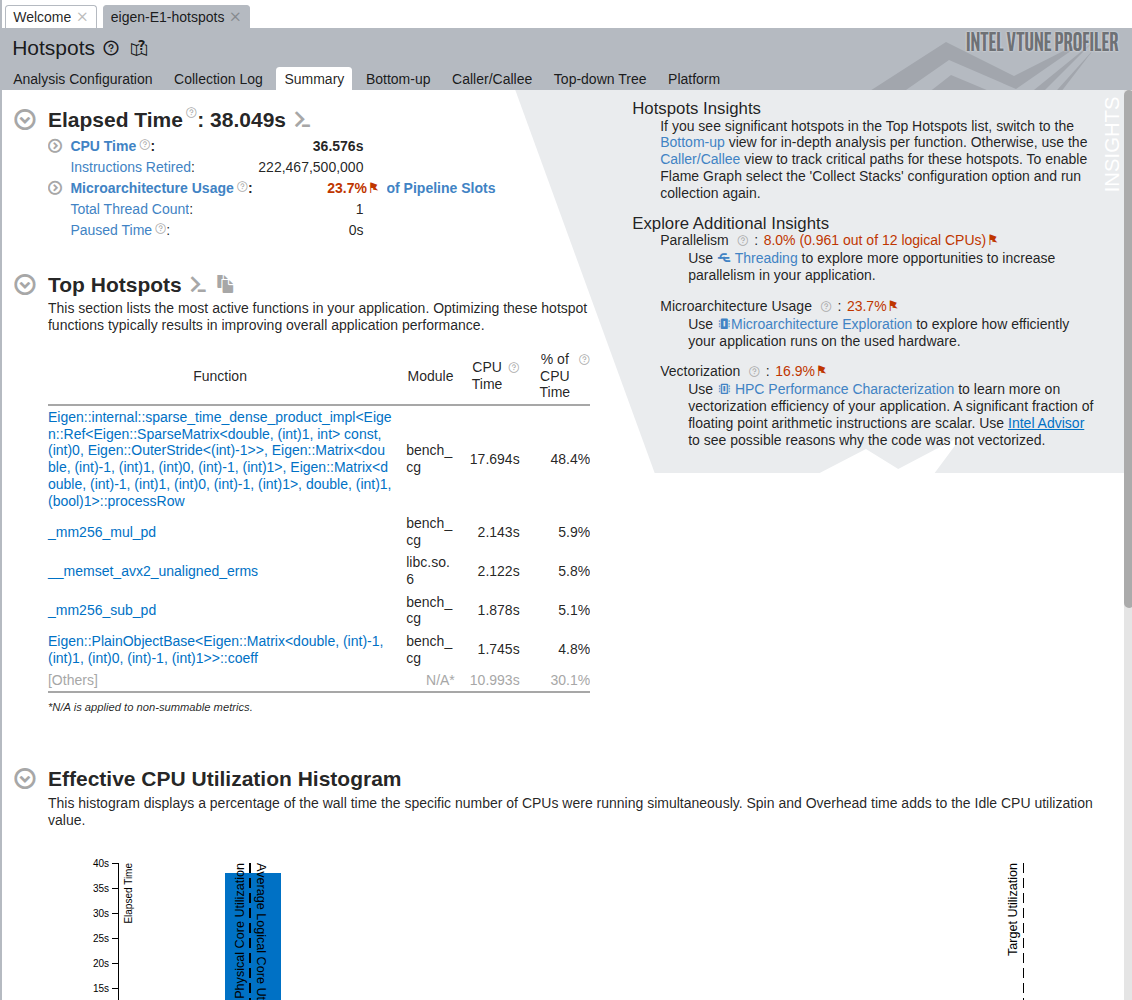 Welcome
eigen-E1-hotspots
Hotspots
INTEL VTUNE PROFILER
Analysis Configuration Collection Log Summary Bottom-up Caller/Callee Top-down Tree Platform
Elapsed Time: 38.049s
CPU Time: 36.576s
Instructions Retired: 222,467,500,000
Microarchitecture Usage: 23.7% of Pipeline Slots
Total Thread Count: 1
Paused Time: 0s
Top Hotspots
This section lists the most active functions in your application. Optimizing these hotspot
functions typically results in improving overall application performance.
Function Module CPU Time % of CPU Time
Eigen::internal::sparse_time_dense_product_impl<Eige
n::Ref<Eigen::SparseMatrix<double, (int)1, int> const,
(int)0, Eigen::OuterStride<(int)-1>>, Eigen::Matrix<dou
ble, (int)-1, (int)1, (int)0, (int)-1, (int)1>, Eigen::Matrix<d
ouble, (int)-1, (int)1, (int)0, (int)-1, (int)1>, double, (int)1,
(bool)1>::processRow
bench_
cg
17.694s 48.4%
_mm256_mul_pd
bench_
cg
2.143s 5.9%
__memset_avx2_unaligned_erms
libc.so.
6
2.122s 5.8%
_mm256_sub_pd
bench_
cg
1.878s 5.1%
Eigen::PlainObjectBase<Eigen::Matrix<double, (int)-1,
(int)1, (int)0, (int)-1, (int)1>>::coeff
bench_
cg
1.745s 4.8%
[Others] N/A* 10.993s 30.1%
*N/A is applied to non-summable metrics.
Hotspots Insights
If you see significant hotspots in the Top Hotspots list, switch to the
Bottom-up view for in-depth analysis per function. Otherwise, use the
Caller/Callee view to track critical paths for these hotspots. To enable
Flame Graph select the 'Collect Stacks' configuration option and run
collection again.
Explore Additional Insights
Parallelism : 8.0% (0.961 out of 12 logical CPUs)
Use Threading to explore more opportunities to increase
parallelism in your application.
Microarchitecture Usage : 23.7%
Use Microarchitecture Exploration to explore how efficiently
your application runs on the used hardware.
Vectorization : 16.9%
Use HPC Performance Characterization to learn more on
vectorization efficiency of your application. A significant fraction of
floating point arithmetic instructions are scalar. Use Intel Advisor
to see possible reasons why the code was not vectorized.
INSIGHTS
Effective CPU Utilization Histogram
This histogram displays a percentage of the wall time the specific number of CPUs were running simultaneously. Spin and Overhead time adds to the Idle CPU utilization
value.
40s
35s
30s
25s
20s
15s
Elapsed Time
Physical Core Utilization
Average Logical Core Ut
Target Utilization